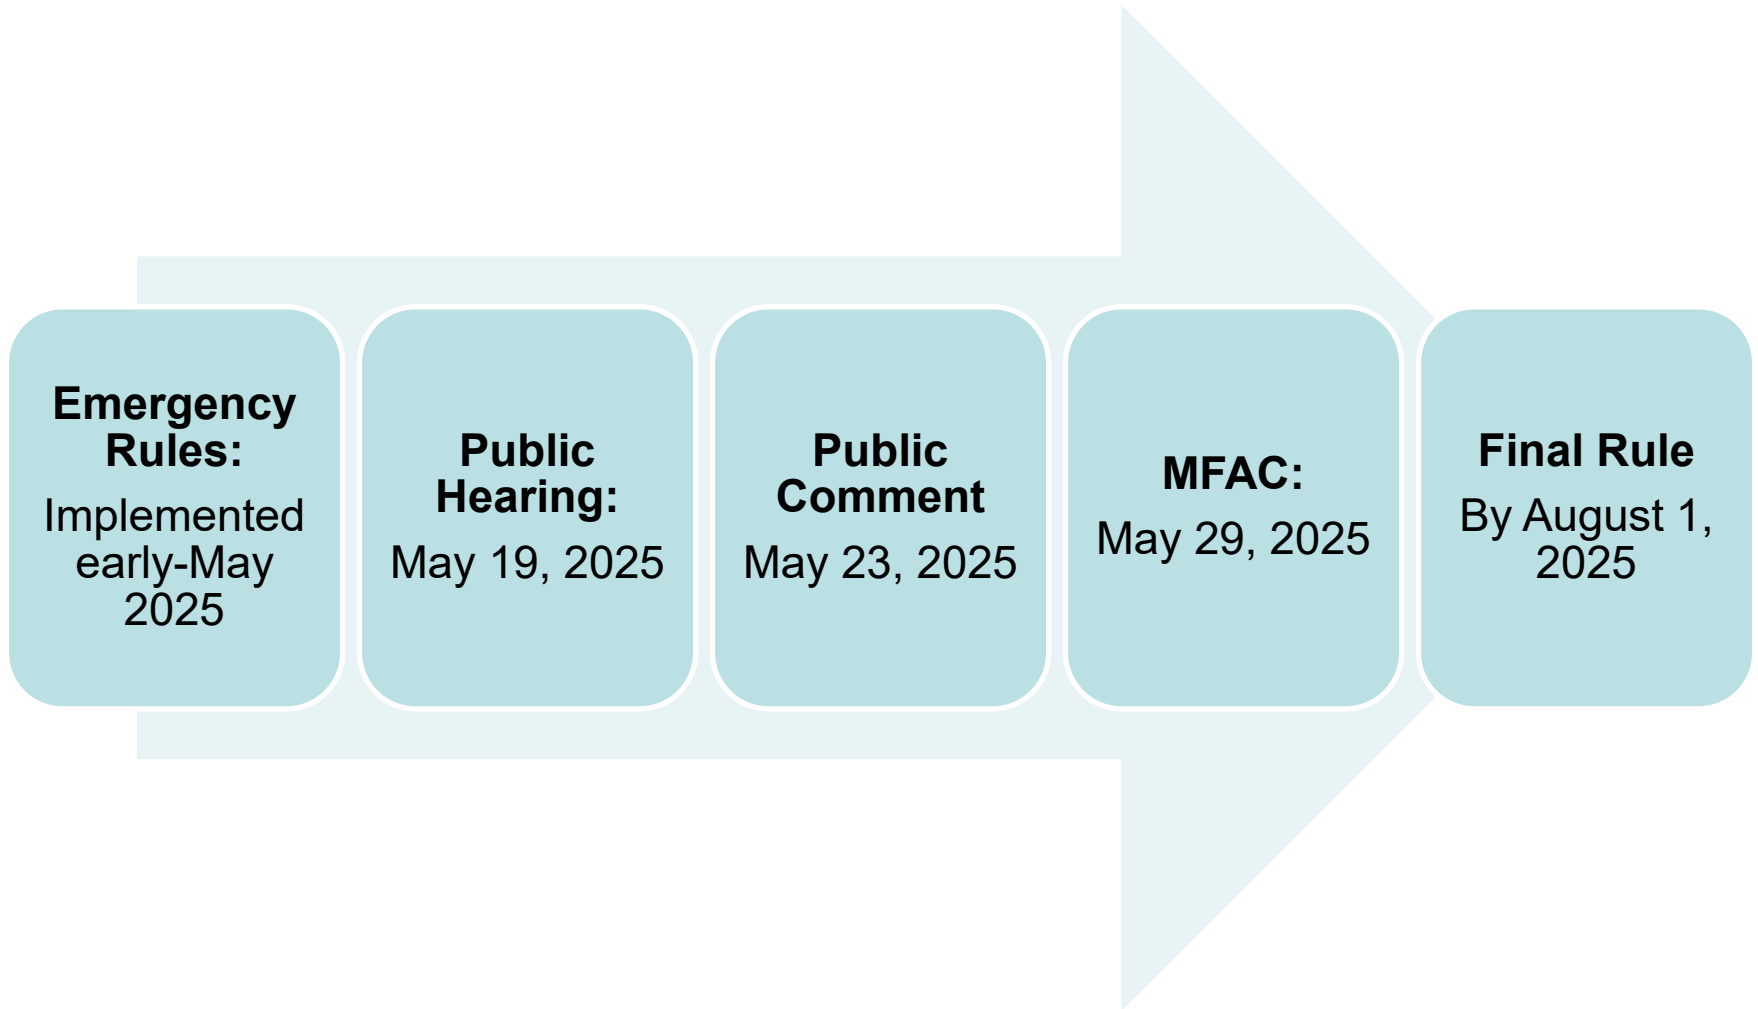 Emergency
Rules:
Implemented
early-May
2025
Public
Hearing:
May 19, 2025
Public
Comment
May 23, 2025
MFAC:
May 29, 2025
Final Rule
By August 1,
2025